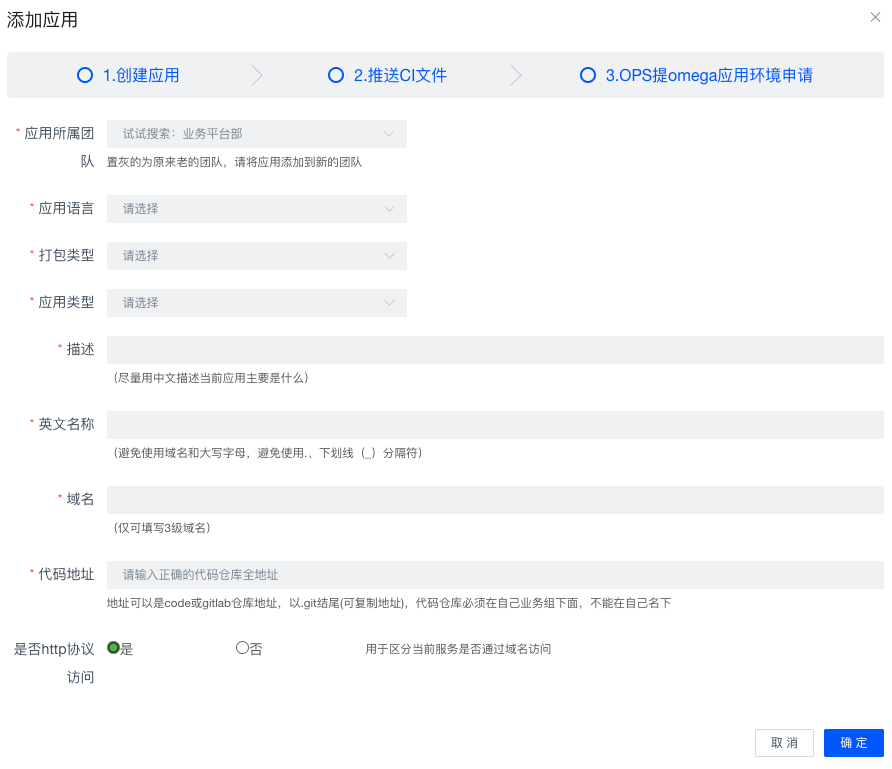 添加应用
1.创建应用
2.推送CI文件
3.OPS提omega应用环境申请
* 应用所属团队
试试搜索：业务平台部
置灰的为原来老的团队，请将应用添加到新的团队
* 应用语言
请选择
* 打包类型
请选择
* 应用类型
请选择
* 描述
（尽量用中文描述当前应用主要是什么）
* 英文名称
（避免使用域名和大写字母，避免使用.、下划线（_）分隔符）
* 域名
（仅可填写3级域名）
* 代码地址
请输入正确的代码仓库全地址
地址可以是code或gitlab仓库地址，以.git结尾(可复制地址)，代码仓库必须在自己业务组下面，不能在自己名下
是否http协议访问
是
否
用于区分当前服务是否通过域名访问
取 消
确 定